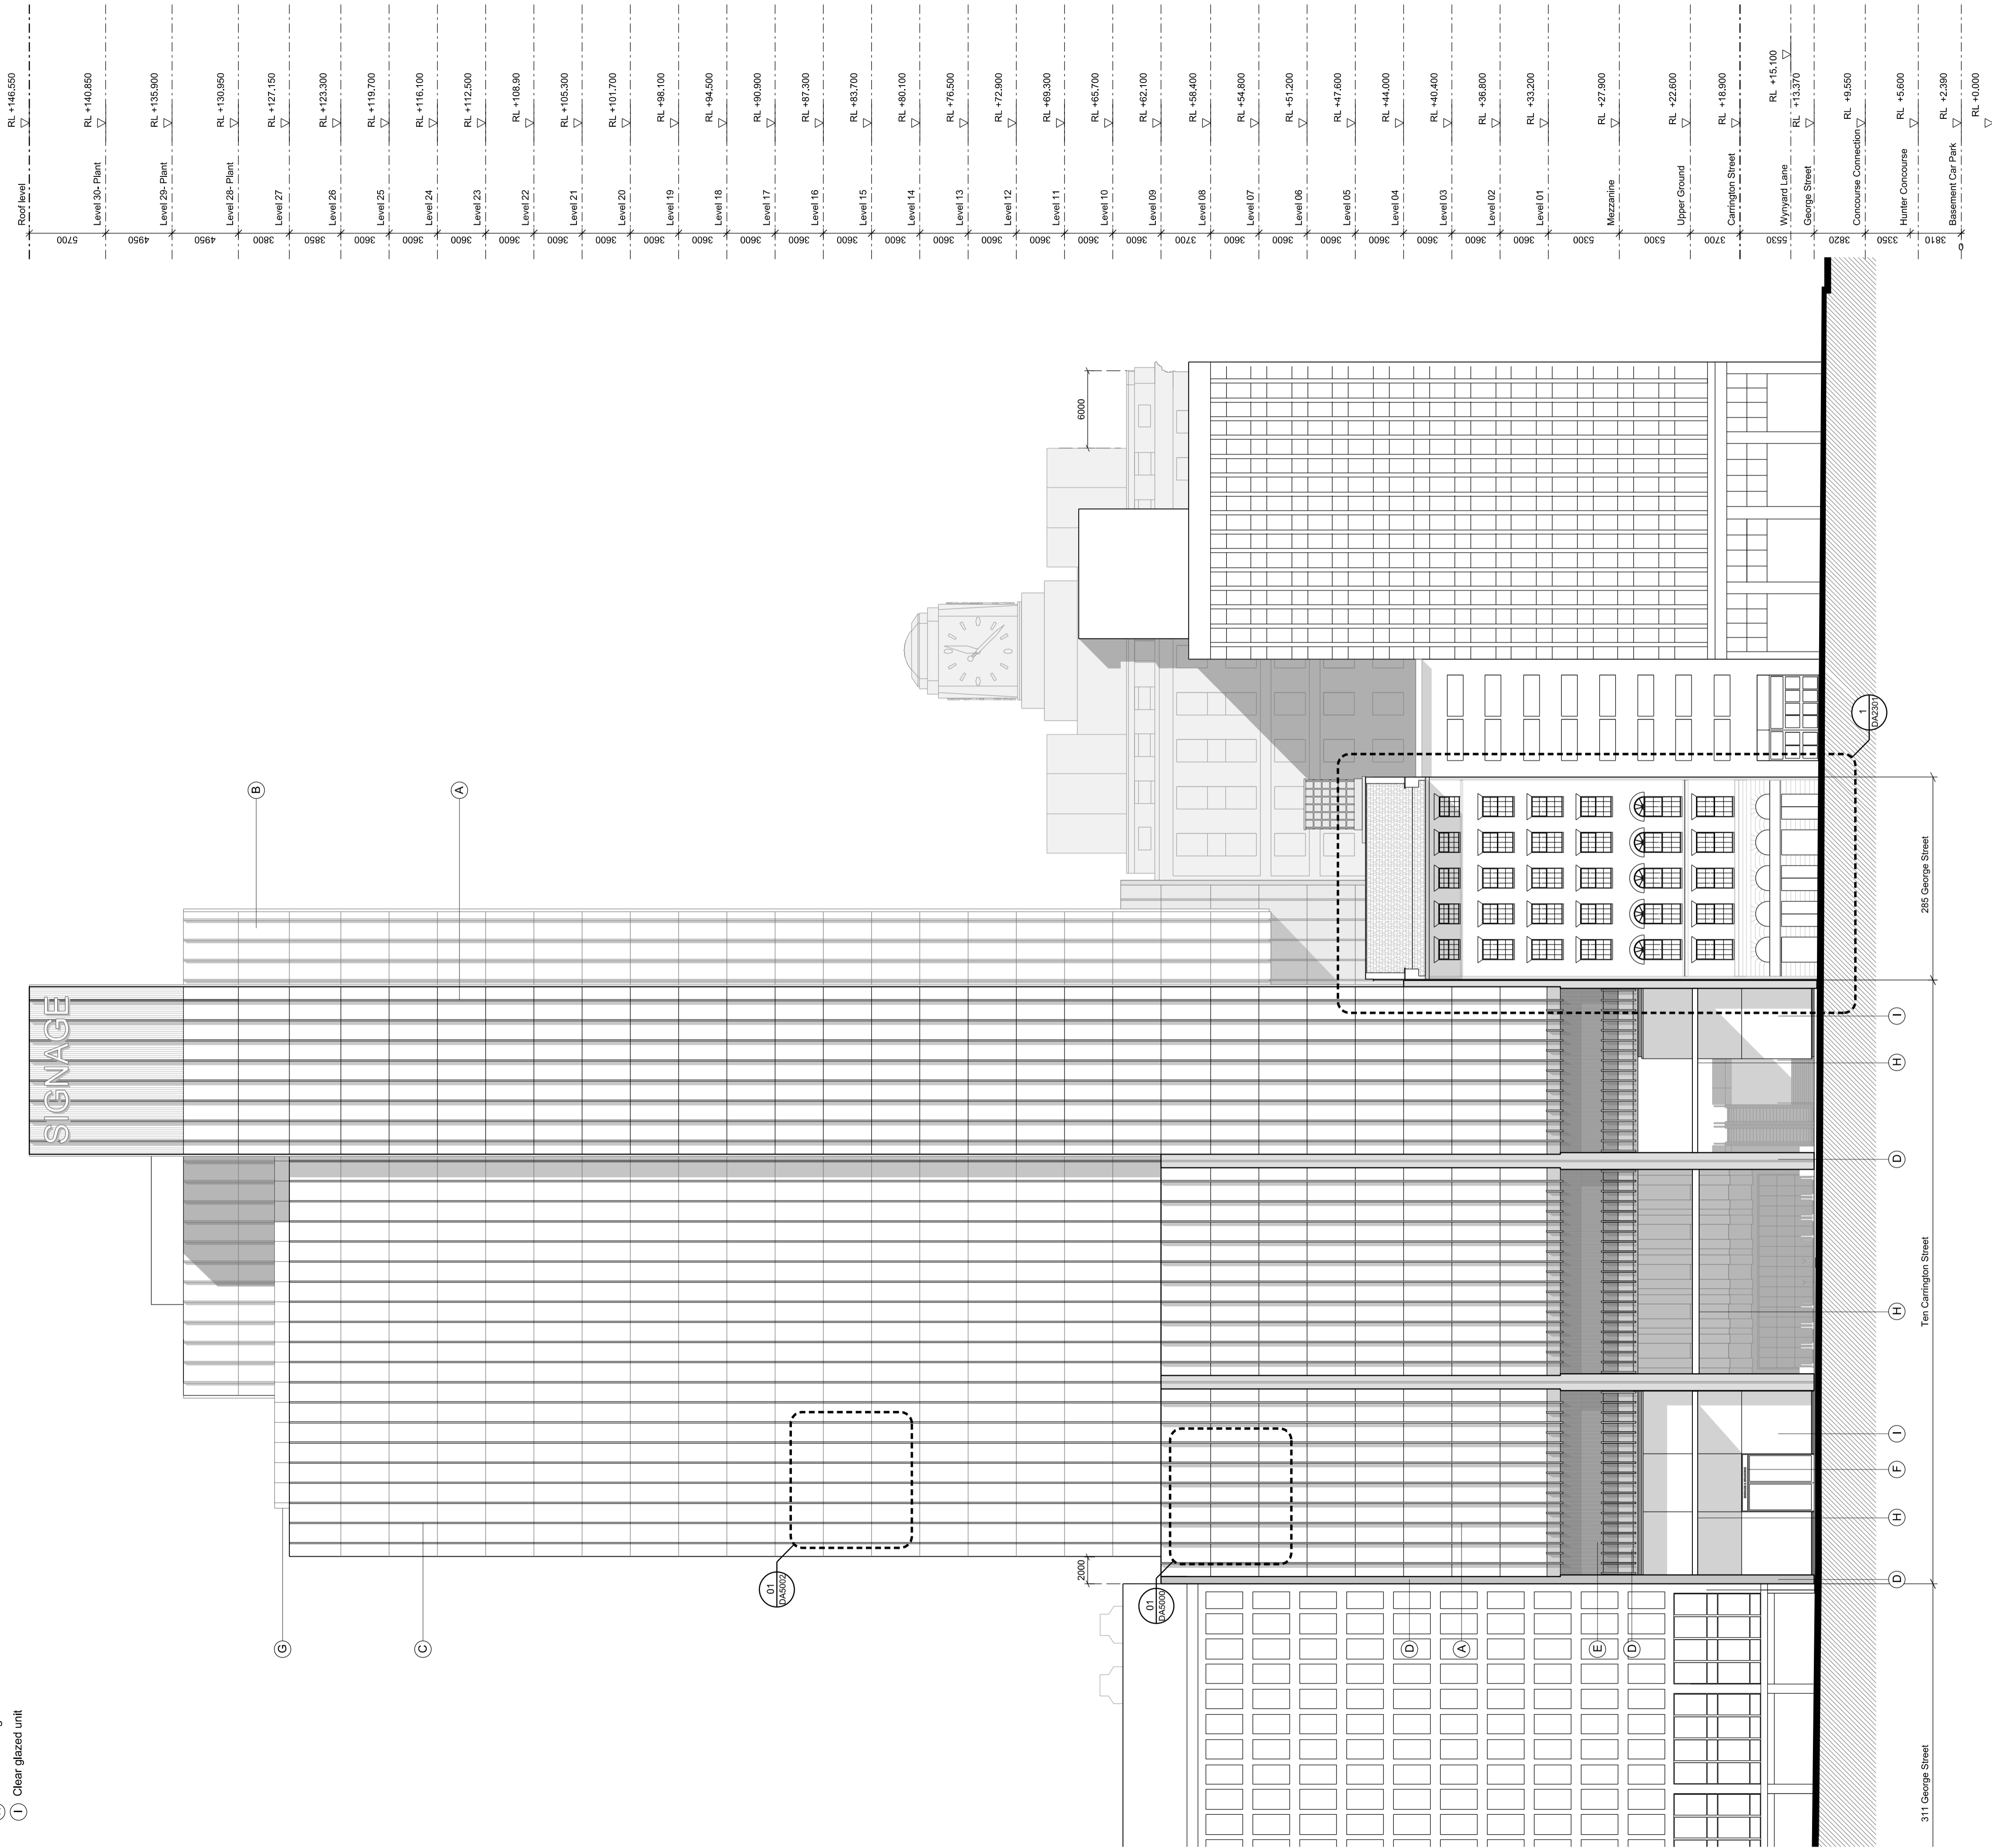 I Clear glazed unit
RL +146.550
Roof level
5700
RL +140.850
Level 30- Plant
4950
RL +135.900
Level 29- Plant
4950
RL +130.950
Level 28- Plant
3800
RL +127.150
Level 27
3850
RL +123.300
Level 26
3600
RL +119.700
Level 25
3600
RL +116.100
Level 24
3600
RL +112.500
Level 23
3600
RL +108.90
Level 22
3600
RL +105.300
Level 21
3600
RL +101.700
Level 20
3600
RL +98.100
Level 19
3600
RL +94.500
Level 18
3600
RL +90.900
Level 17
3600
RL +87.300
Level 16
3600
RL +83.700
Level 15
3600
RL +80.100
Level 14
3600
RL +76.500
Level 13
3600
RL +72.900
Level 12
3600
RL +69.300
Level 11
3600
RL +65.700
Level 10
3600
RL +62.100
Level 09
3700
RL +58.400
Level 08
3600
RL +54.800
Level 07
3600
RL +51.200
Level 06
3600
RL +47.600
Level 05
3600
RL +44.000
Level 04
3600
RL +40.400
Level 03
3600
RL +36.800
Level 02
3600
RL +33.200
Level 01
5300
RL +27.900
Mezzanine
5300
RL +22.600
Upper Ground
3700
RL +18.900
Carrington Street
5530
RL +15.100
Wynyard Lane
RL +13.370
George Street
3820
RL +9.550
Concourse Connection
3350
RL +5.600
Hunter Concourse
3810
RL +2.390
Basement Car Park
0
RL +0.000
SIGNAGE
6000
B
A
G
C
01
DA5002
2000
01
DA5000
D
A
E
D
1
DA2301
D
H
F
I
H
D
H
I
311 George Street
Ten Carrington Street
285 George Street